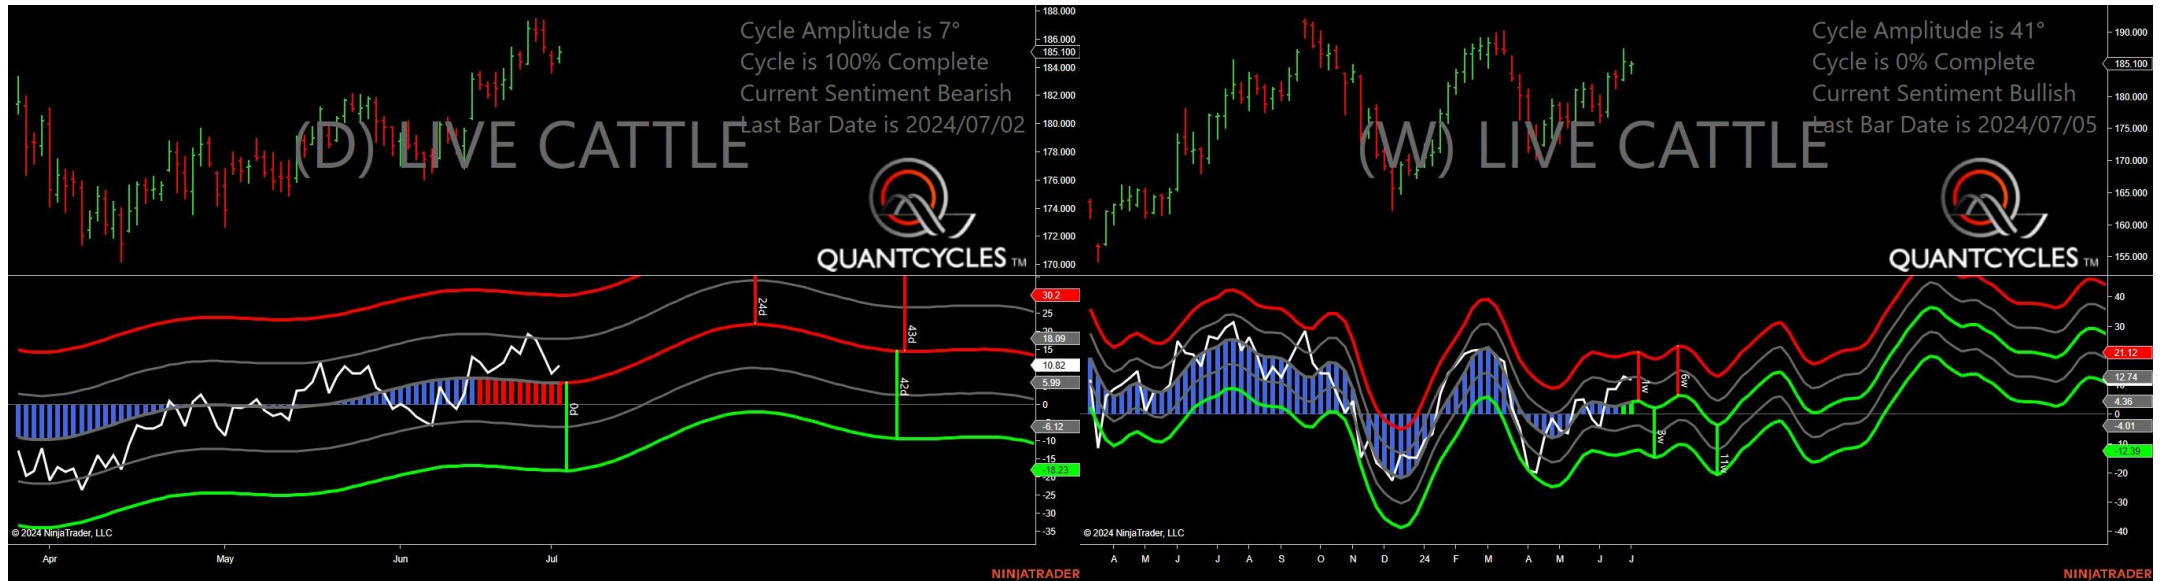 Cycle Amplitude is 7°
Cycle is 100% Complete
Current Sentiment Bearish
Last Bar Date is 2024/07/02
(D) LIVE CATTLE
QUANTCYCLES TM
188.000
186.000
185.100
184.000
182.000
180.000
178.000
176.000
174.000
172.000
170.000
24d
43d
42d
0d
30.2
25
20
18.09
15
10.82
5.99
0
-6.12
-10
-15
-18.23
-20
-25
-30
-35
© 2024 NinjaTrader, LLC
Apr May Jun Jul
NINJATRADER
Cycle Amplitude is 41°
Cycle is 0% Complete
Current Sentiment Bullish
Last Bar Date is 2024/07/05
(W) LIVE CATTLE
QUANTCYCLES TM
190.000
185.100
180.000
175.000
170.000
165.000
160.000
155.000
1w
6w
11w
40
30
21.12
12.74
10
4.36
0
-4.01
-10
-12.39
-20
-30
-40
© 2024 NinjaTrader, LLC
A M J J A S O N D 24 F M A M J J
NINJATRADER